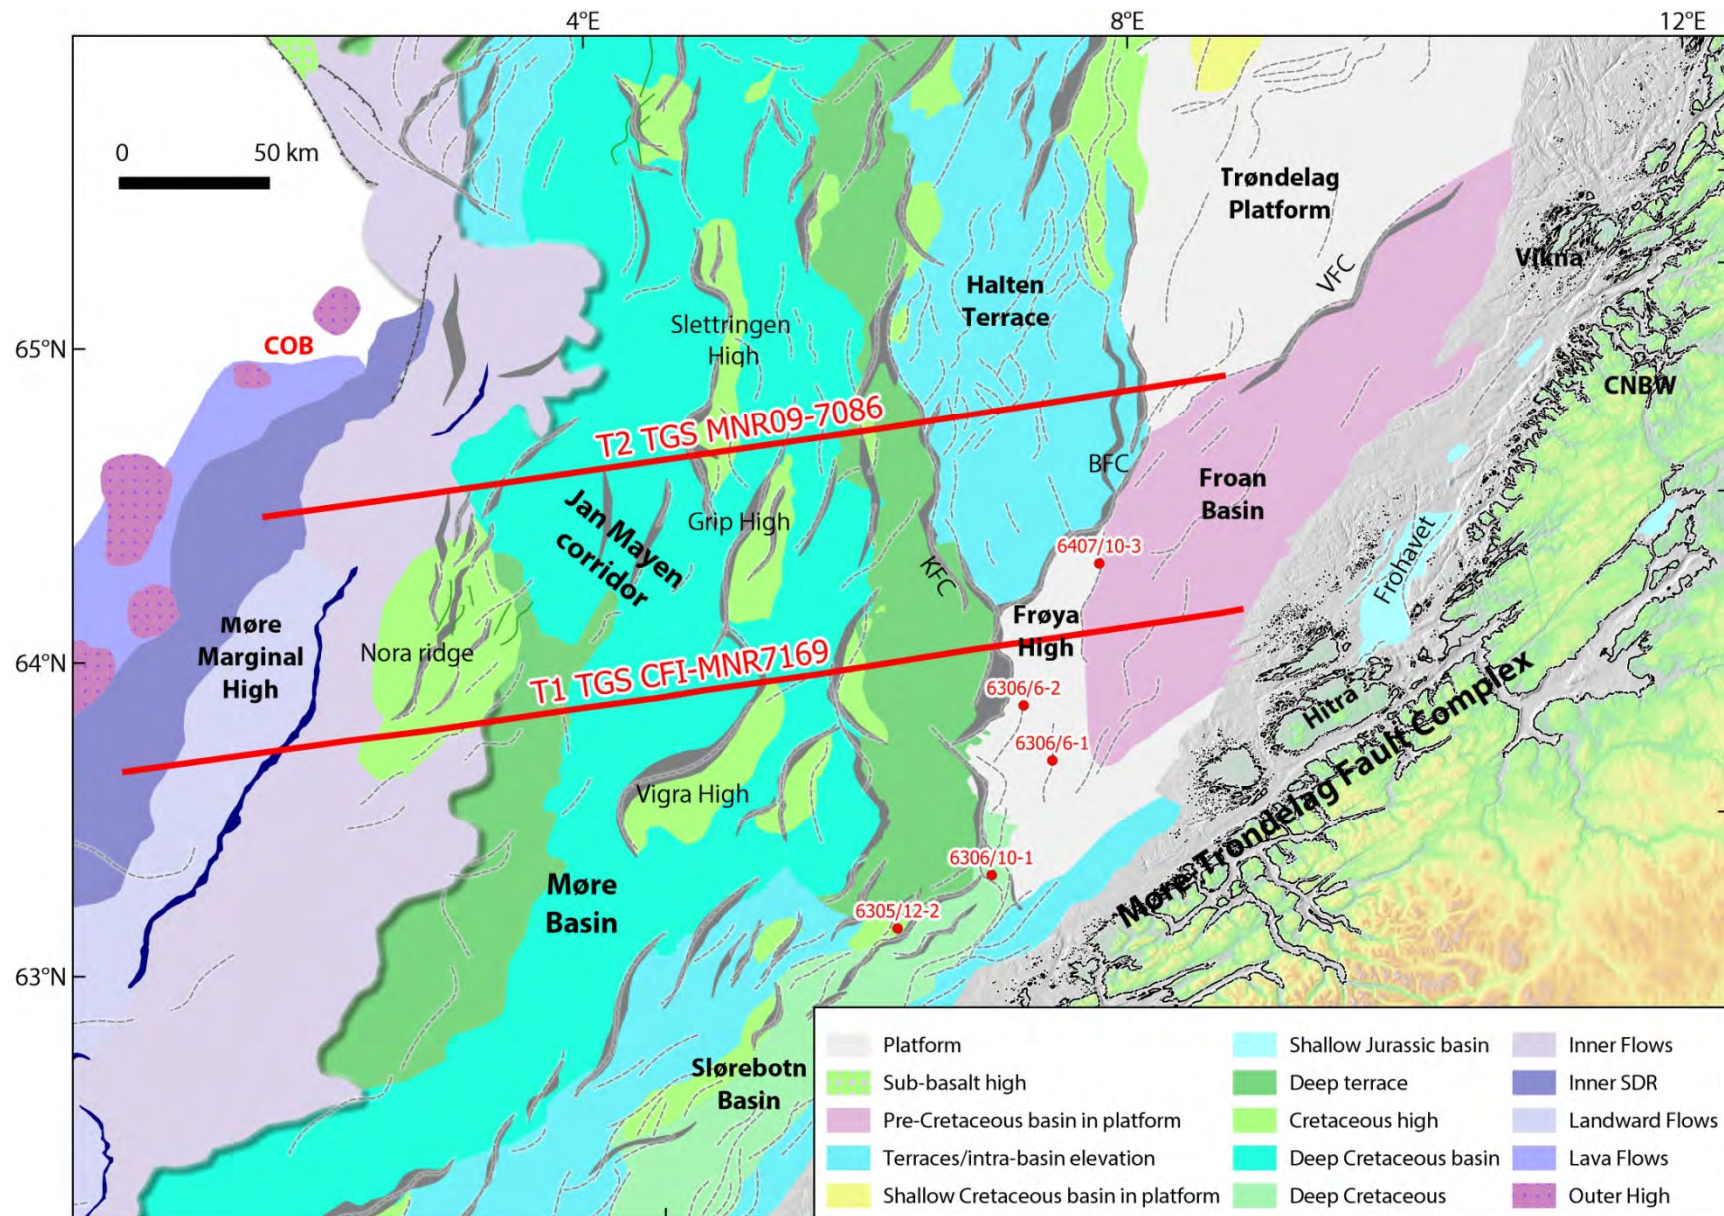 4°E
8°E
12°E
0
50 km
Trøndelag
Platform
Vikna
VFC
Halten
Terrace
Slettringen
High
65°N
COB
CNBW
T2 TGS MNR09-7086
BFC
Froan
Basin
Jan Mayen
corridor
Grip High
6407/10-3
Frohavet
KFC
Frøya
High
Møre
Marginal
High
Nora ridge
64°N
T1 TGS CFI-MNR7169
6306/6-2
Hitra
6306/6-1
Vigra High
Møre-Trondelag Fault Complex
6306/10-1
Møre
Basin
6305/12-2
63°N
Slørebotn
Basin
Platform
Sub-basalt high
Pre-Cretaceous basin in platform
Terraces/intra-basin elevation
Shallow Cretaceous basin in platform
Shallow Jurassic basin
Deep terrace
Cretaceous high
Deep Cretaceous basin
Deep Cretaceous
Inner Flows
Inner SDR
Landward Flows
Lava Flows
Outer High